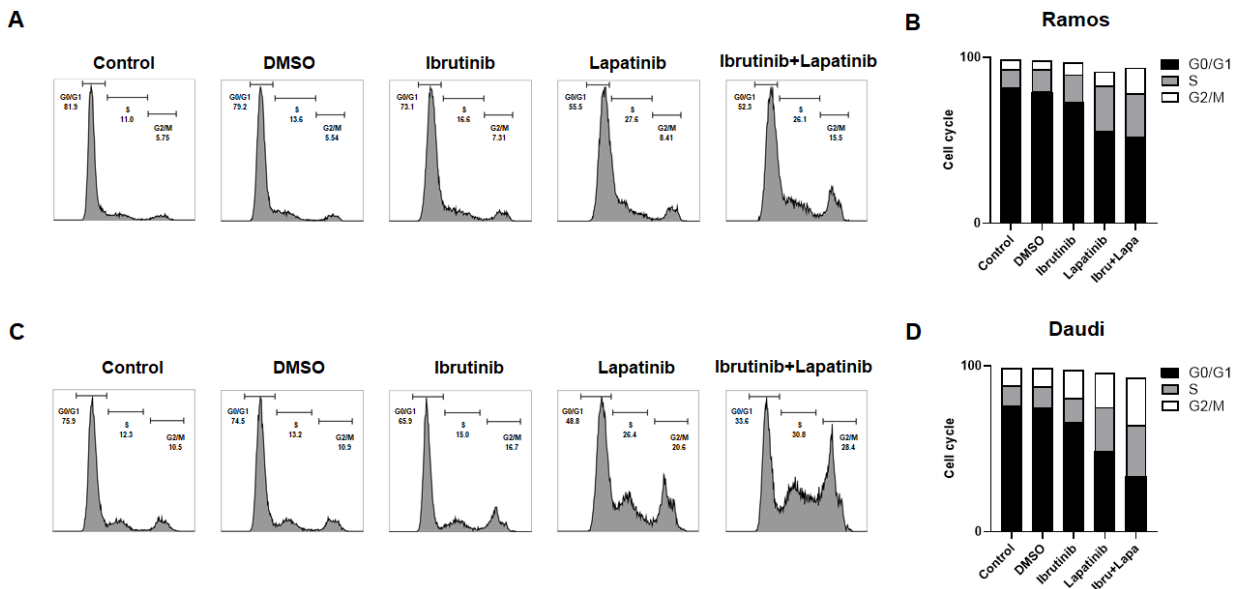 A
Control
DMSO
Ibrutinib
Lapatinib
Ibrutinib+Lapatinib
G0/G1
81.9
S
11.0
G2/M
5.75
G0/G1
79.2
S
13.6
G2/M
5.54
G0/G1
73.1
S
16.6
G2/M
7.31
G0/G1
55.5
S
27.6
G2/M
8.41
G0/G1
52.3
S
26.1
G2/M
15.5
B
Ramos
100
0
Cell cycle
G0/G1
S
G2/M
Control
DMSO
Ibrutinib
Lapatinib
Ibru+Lapa
C
Control
DMSO
Ibrutinib
Lapatinib
Ibrutinib+Lapatinib
G0/G1
75.9
S
12.3
G2/M
10.5
G0/G1
74.5
S
13.2
G2/M
10.9
G0/G1
65.9
S
15.0
G2/M
16.7
G0/G1
48.8
S
26.4
G2/M
20.6
G0/G1
33.6
S
30.8
G2/M
28.4
D
Daudi
100
0
Cell cycle
G0/G1
S
G2/M
Control
DMSO
Ibrutinib
Lapatinib
Ibru+Lapa